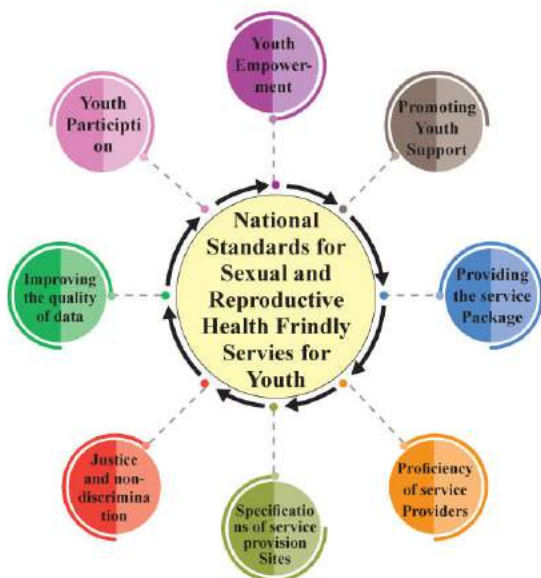 Youth
Empower-
ment
Promoting
Youth
Support
Providing
the service
Package
Proficiency
of service
Providers
Specificatio
ns of service
provision
Sites
Justice
and non-
discrimina
tion
Improving
the quality
of data
Youth
Particiption
National
Standards for
Sexual and
Reproductive
Health Frindly
Servies for
Youth